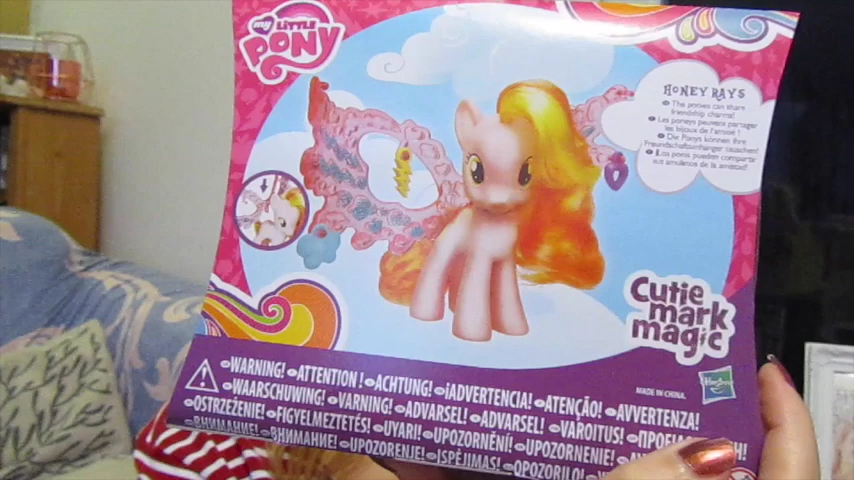 my LITTLE PONY
HONEY RAYS
The ponies can share friendship charms!
Les poneys peuvent partager les bijoux de l'amitié !
Die Ponys können ihre Freundschaftsanhänger tauschen!
¡Los ponis pueden compartir sus amuletos de la amistad!
Cutie mark magic
MADE IN CHINA.
Hasbro
WARNING! • ATTENTION ! • ACHTUNG! • ¡ADVERTENCIA! • ATENÇÃO! • AVVERTENZA!
• WAARSCHUWING! • VARNING! • ADVARSEL! • ADVARSEL! • VAROITUS! •
• OSTRZEŻENIE! • FIGYELMEZTETÉS! • UYARI! • UPOZORNĚNÍ! • UPOZORNENIE! •
ВНИМАНИЕ! • ВНИМАНИЕ! • UPOZORENJE! • ĮSPĖJIMAS! • OPOZORILO! •